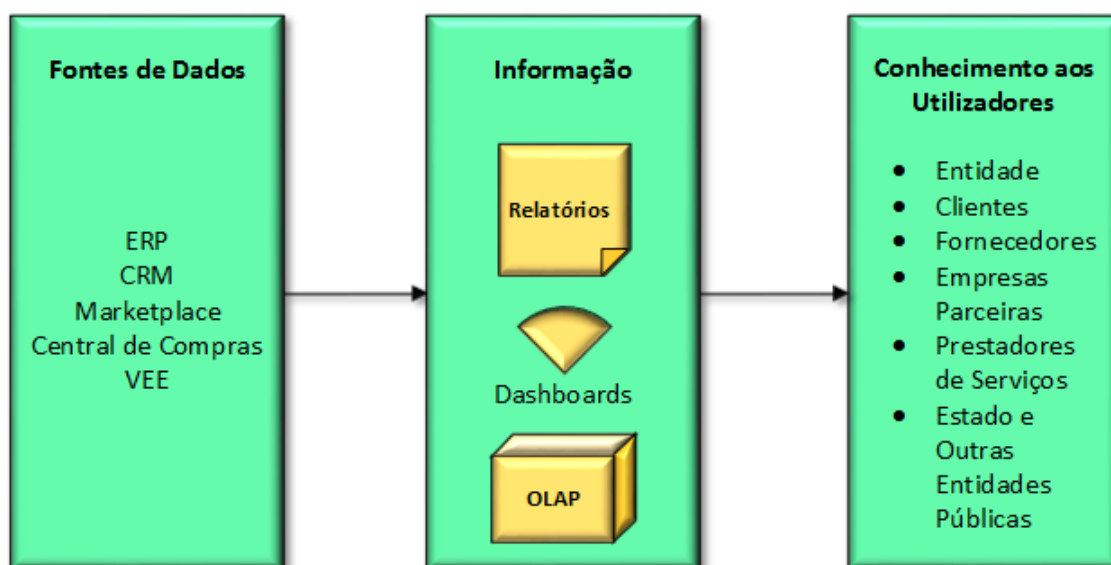 Fontes de Dados
ERP
CRM
Marketplace
Central de Compras
VEE
Informação
Relatórios
Dashboards
OLAP
Conhecimento aos
Utilizadores
• Entidade
• Clientes
• Fornecedores
• Empresas
Parceiras
• Prestadores
de Serviços
• Estado e
Outras
Entidades
Públicas